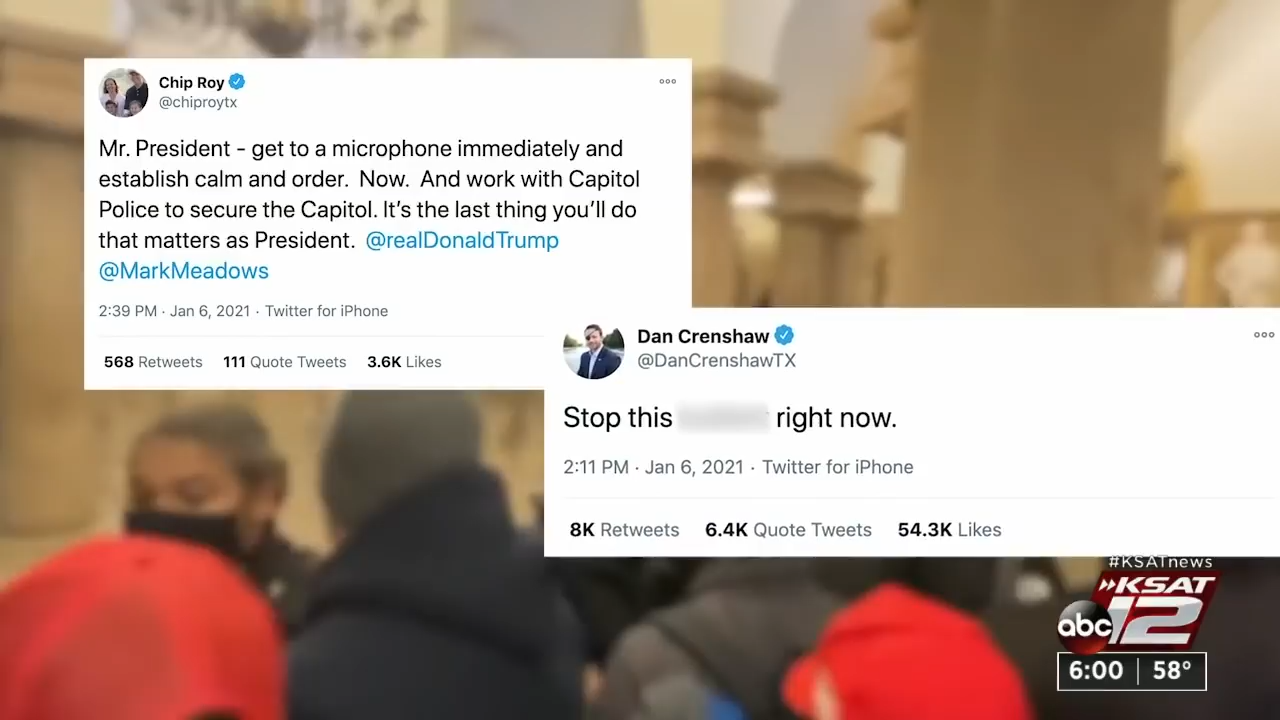 Chip Roy
@chiproytx
Mr. President - get to a microphone immediately and
establish calm and order. Now. And work with Capitol
Police to secure the Capitol. It's the last thing you'll do
that matters as President. @realDonaldTrump
@MarkMeadows
2:39 PM · Jan 6, 2021 · Twitter for iPhone
568 Retweets 111 Quote Tweets 3.6K Likes
Dan Crenshaw
@DanCrenshawTX
Stop this right now.
2:11 PM · Jan 6, 2021 · Twitter for iPhone
8K Retweets 6.4K Quote Tweets 54.3K Likes
#KSATnews
KSAT
abc 12
6:00 58°